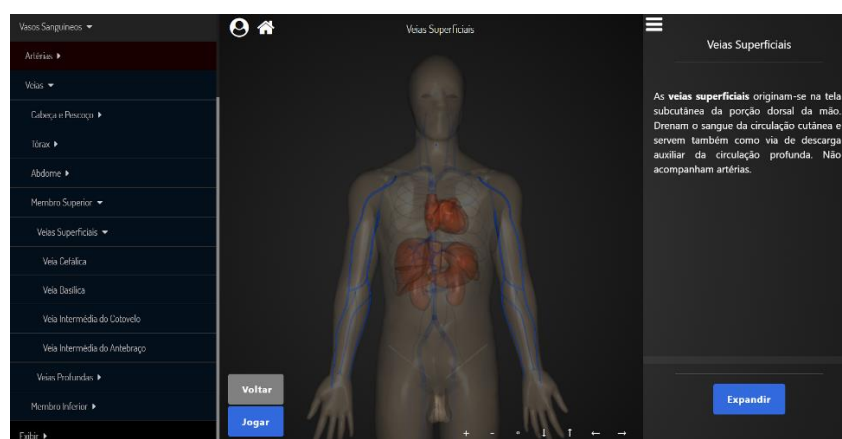 Vasos Sanguíneos
Artérias
Veias
Cabeça e Pescoço
Tórax
Abdome
Membro Superior
Veias Superficiais
Veia Cefálica
Veia Basílica
Veia Intermédia do Cotovelo
Veia Intermédia do Antebraço
Veias Profundas
Membro Inferior
Exibir
Veias Superficiais
Voltar
Jogar
+ - ▫ ↓ ↑ ← →
Veias Superficiais
As veias superficiais originam-se na tela
subcutânea da porção dorsal da mão.
Drenam o sangue da circulação cutânea e
servem também como via de descarga
auxiliar da circulação profunda. Não
acompanham artérias.
Expandir